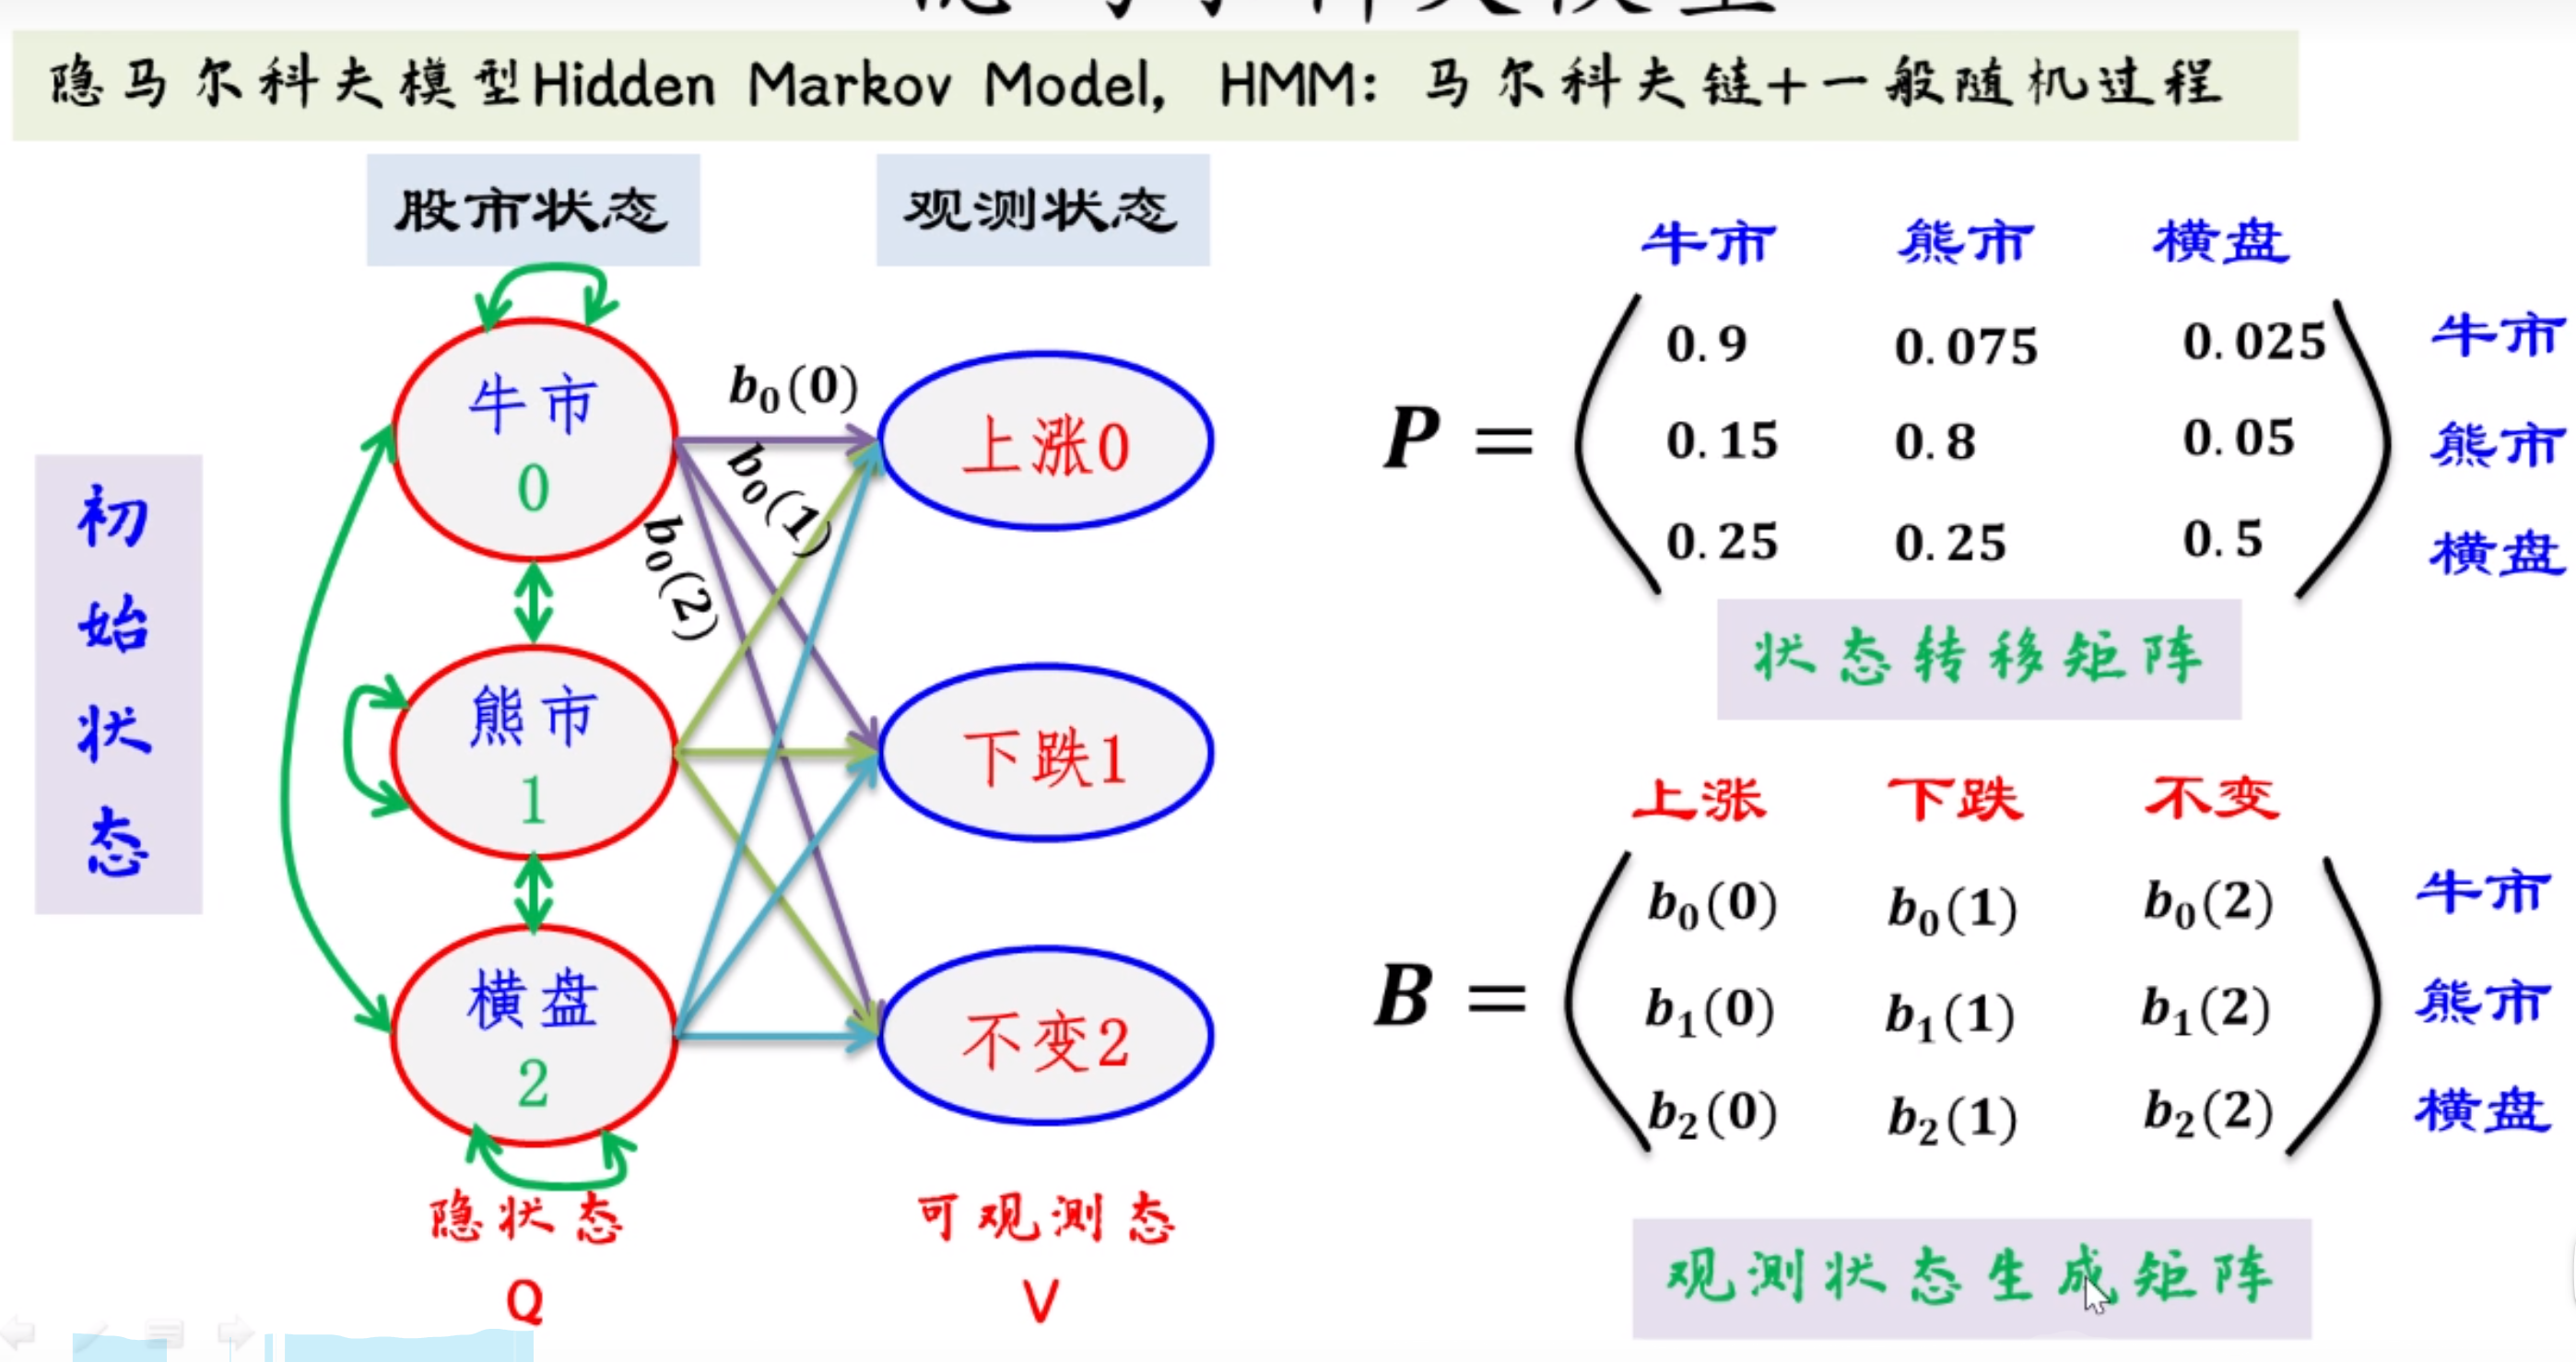 隐马尔科夫模型Hidden Markov Model, HMM: 马尔科夫链+一般随机过程
股市状态
观测状态
初始状态
牛市
0
熊市
1
横盘
2
b₀(0)
b₀(1)
b₀(2)
上涨0
下跌1
不变2
隐状态
Q
可观测态
V
牛市 熊市 横盘
P =
0.9 0.075 0.025 牛市
0.15 0.8 0.05 熊市
0.25 0.25 0.5 横盘
状态转移矩阵
上涨 下跌 不变
B =
b₀(0) b₀(1) b₀(2) 牛市
b₁(0) b₁(1) b₁(2) 熊市
b₂(0) b₂(1) b₂(2) 横盘
观测状态生成矩阵